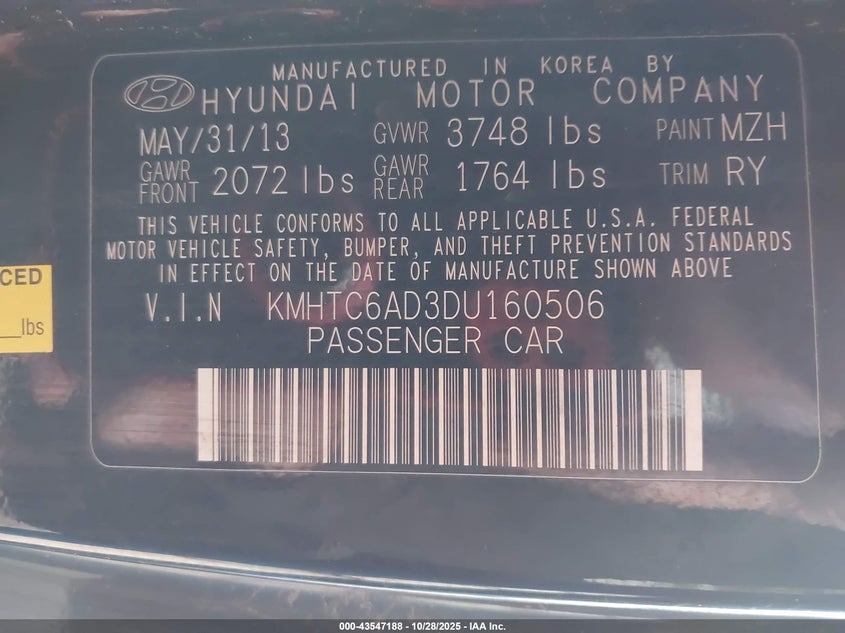 MANUFACTURED IN KOREA BY
HYUNDAI MOTOR COMPANY
MAY/31/13 GVWR 3748 lbs PAINT MZH
GAWR FRONT 2072 lbs GAWR REAR 1764 lbs TRIM RY
THIS VEHICLE CONFORMS TO ALL APPLICABLE U.S.A. FEDERAL
MOTOR VEHICLE SAFETY, BUMPER, AND THEFT PREVENTION STANDARDS
IN EFFECT ON THE DATE OF MANUFACTURE SHOWN ABOVE
V.I.N KMHTC6AD3DU160506
PASSENGER CAR
CED
lbs
000-43547188 - 10/28/2025 - IAA Inc.